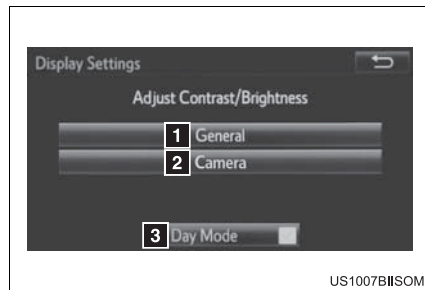 Display Settings
Adjust Contrast/Brightness
1 General
2 Camera
3 Day Mode
US1007BIISOM